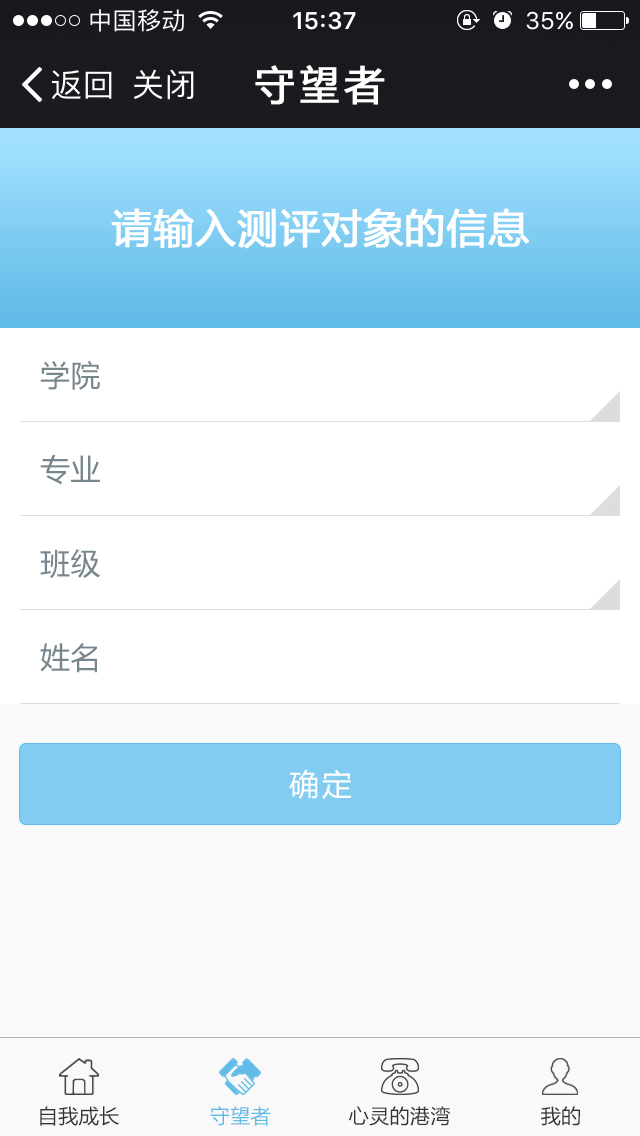 中国移动 15:37 35%
返回 关闭 守望者
请输入测评对象的信息
学院
专业
班级
姓名
确定
自我成长 守望者 心灵的港湾 我的